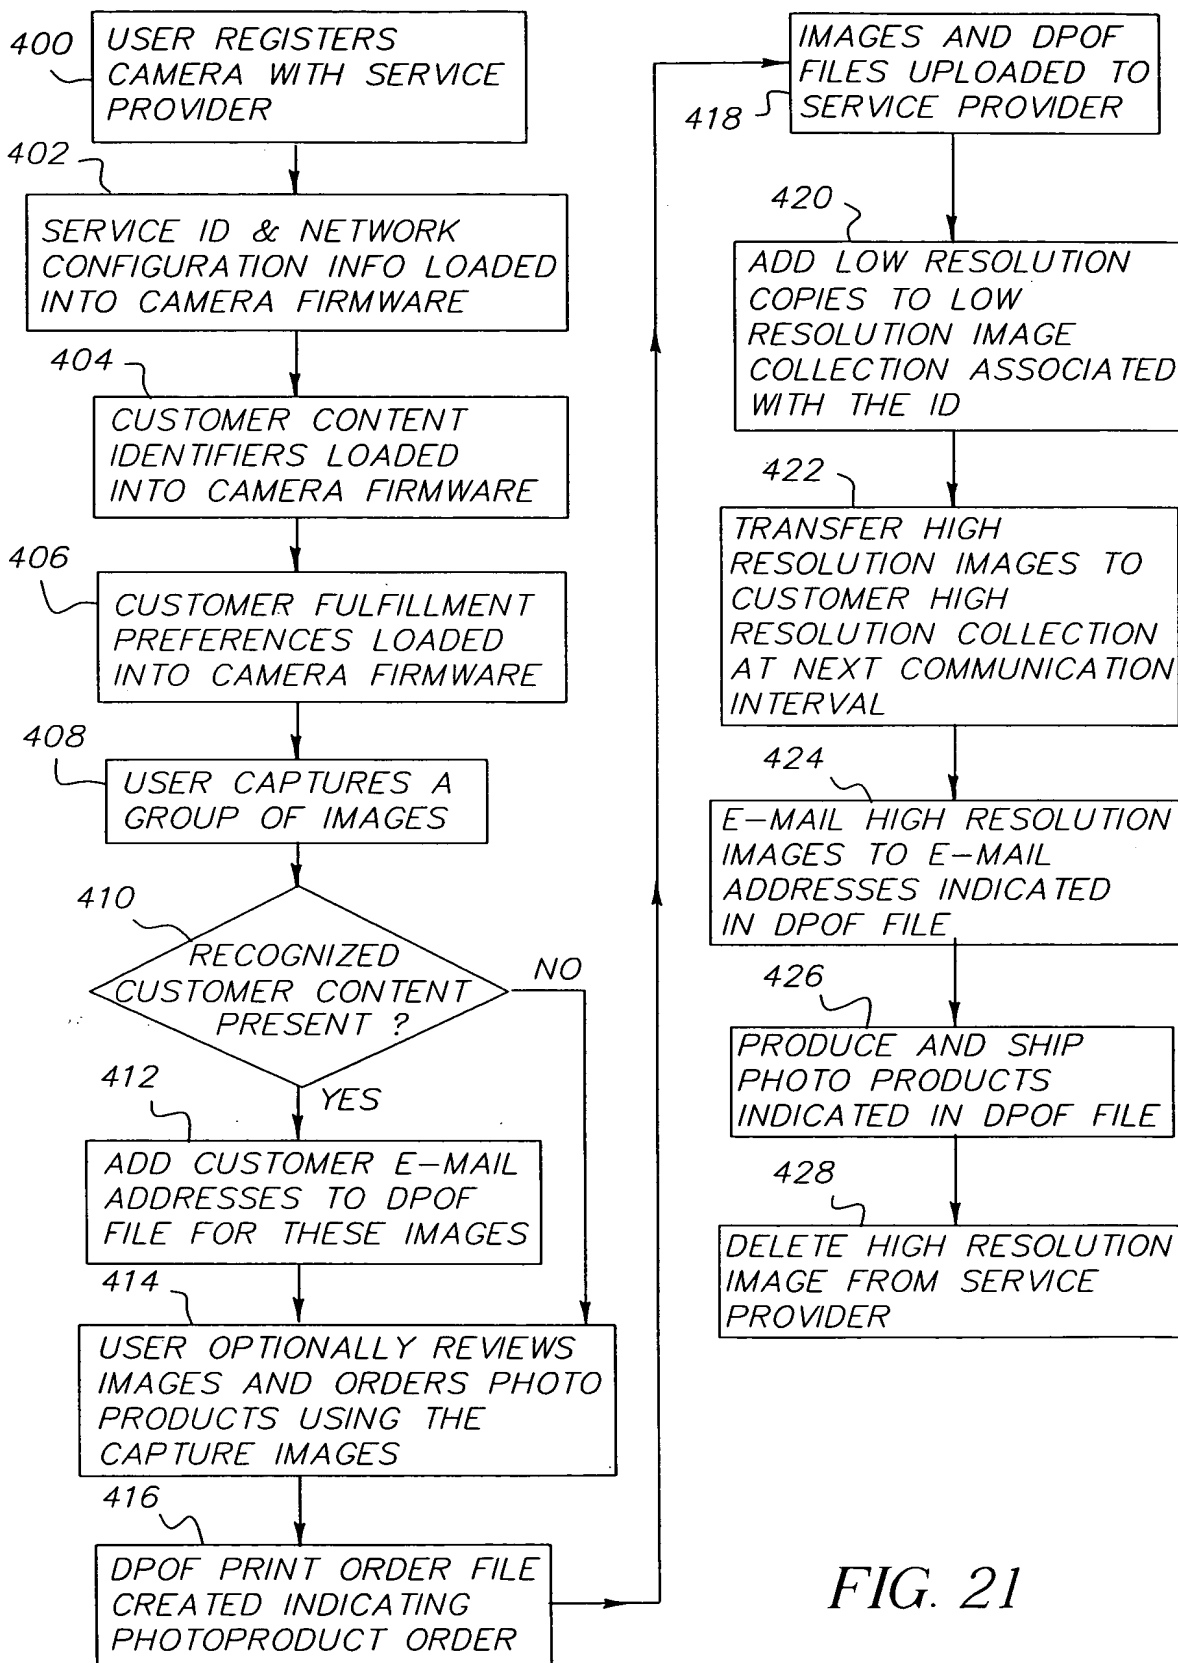 400
USER REGISTERS
CAMERA WITH SERVICE
PROVIDER
402
SERVICE ID & NETWORK
CONFIGURATION INFO LOADED
INTO CAMERA FIRMWARE
404
CUSTOMER CONTENT
IDENTIFIERS LOADED
INTO CAMERA FIRMWARE
406
CUSTOMER FULFILLMENT
PREFERENCES LOADED
INTO CAMERA FIRMWARE
408
USER CAPTURES A
GROUP OF IMAGES
410
RECOGNIZED
CUSTOMER CONTENT
PRESENT ?
NO
YES
412
ADD CUSTOMER E-MAIL
ADDRESSES TO DPOF
FILE FOR THESE IMAGES
414
USER OPTIONALLY REVIEWS
IMAGES AND ORDERS PHOTO
PRODUCTS USING THE
CAPTURE IMAGES
416
DPOF PRINT ORDER FILE
CREATED INDICATING
PHOTOPRODUCT ORDER
418
IMAGES AND DPOF
FILES UPLOADED TO
SERVICE PROVIDER
420
ADD LOW RESOLUTION
COPIES TO LOW
RESOLUTION IMAGE
COLLECTION ASSOCIATED
WITH THE ID
422
TRANSFER HIGH
RESOLUTION IMAGES TO
CUSTOMER HIGH
RESOLUTION COLLECTION
AT NEXT COMMUNICATION
INTERVAL
424
E-MAIL HIGH RESOLUTION
IMAGES TO E-MAIL
ADDRESSES INDICATED
IN DPOF FILE
426
PRODUCE AND SHIP
PHOTO PRODUCTS
INDICATED IN DPOF FILE
428
DELETE HIGH RESOLUTION
IMAGE FROM SERVICE
PROVIDER
FIG. 21